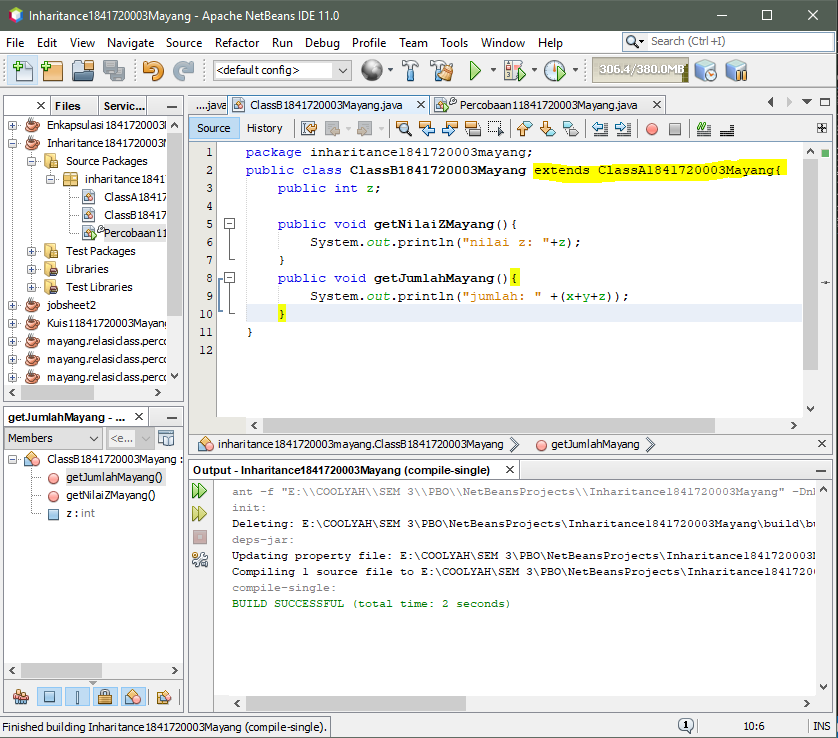 Inharitance1841720003Mayang - Apache NetBeans IDE 11.0
File Edit View Navigate Source Refactor Run Debug Profile Team Tools Window Help
Search (Ctrl+I)
<default config>
306.4/380.0MB
Files Servic...
Enkapsulasi1841720003
Inharitance1841720003
Source Packages
inharitance1841
ClassA18417
ClassB18417
Percobaan11
Test Packages
Libraries
Test Libraries
jobsheet2
Kuis11841720003Mayang
mayang.relasiclass.perco
mayang.relasiclass.perco
mayang.relasiclass.perco
....java ClassB1841720003Mayang.java Percobaan11841720003Mayang.java
Source History
1 package inharitance1841720003mayang;
2 public class ClassB1841720003Mayang extends ClassA1841720003Mayang{
3 public int z;
4
5 public void getNilaiZMayang(){
6 System.out.println("nilai z: "+z);
7 }
8 public void getJumlahMayang(){
9 System.out.println("jumlah: " +(x+y+z));
10 }
11 }
12
inharitance1841720003mayang.ClassB1841720003Mayang getJumlahMayang
getJumlahMayang - ...
Members <e...
ClassB1841720003Mayang :
getJumlahMayang()
getNilaiZMayang()
z : int
Output - Inharitance1841720003Mayang (compile-single)
ant -f "E:\\COOLYAH\\SEM 3\\PBO\\NetBeansProjects\\Inharitance1841720003Mayang" -Dn
init:
Deleting: E:\COOLYAH\SEM 3\PBO\NetBeansProjects\Inharitance1841720003Mayang\build\bu
deps-jar:
Updating property file: E:\COOLYAH\SEM 3\PBO\NetBeansProjects\Inharitance1841720003M
Compiling 1 source file to E:\COOLYAH\SEM 3\PBO\NetBeansProjects\Inharitance18417200
compile-single:
BUILD SUCCESSFUL (total time: 2 seconds)
Finished building Inharitance1841720003Mayang (compile-single). 1 10:6 INS